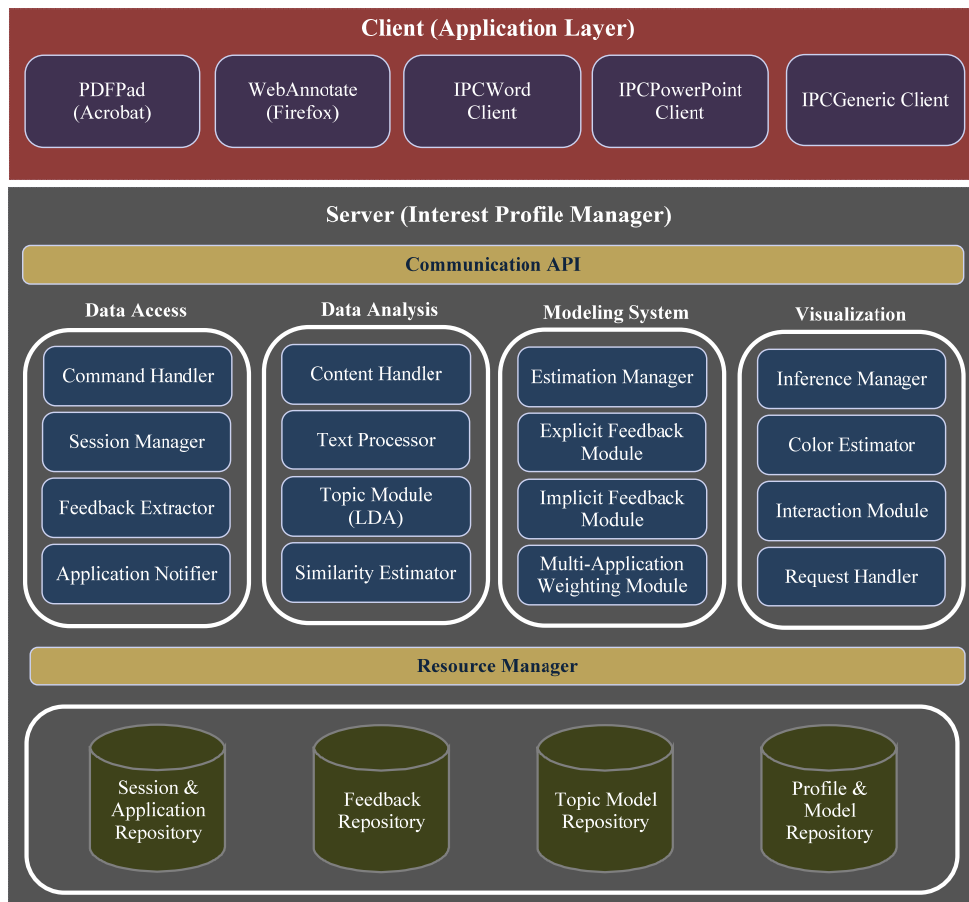 Client (Application Layer)
PDFPad
(Acrobat)
WebAnnotate
(Firefox)
IPCWord
Client
IPCPowerPoint
Client
IPCGeneric Client
Server (Interest Profile Manager)
Communication API
Data Access
Command Handler
Session Manager
Feedback Extractor
Application Notifier
Data Analysis
Content Handler
Text Processor
Topic Module
(LDA)
Similarity Estimator
Modeling System
Estimation Manager
Explicit Feedback
Module
Implicit Feedback
Module
Multi-Application
Weighting Module
Visualization
Inference Manager
Color Estimator
Interaction Module
Request Handler
Resource Manager
Session &
Application
Repository
Feedback
Repository
Topic Model
Repository
Profile &
Model
Repository